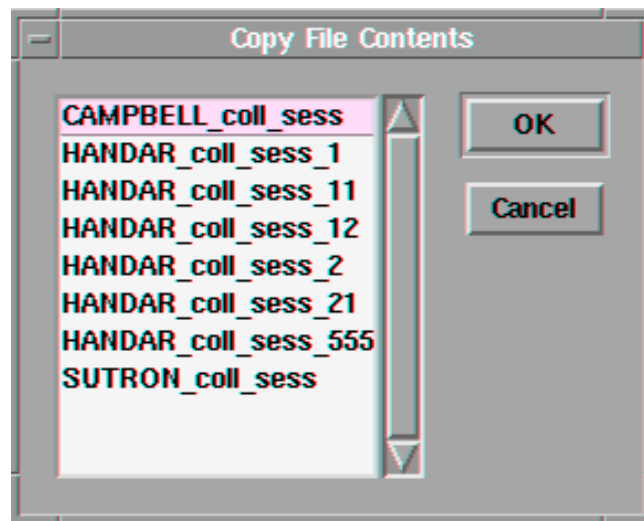 Copy File Contents
CAMPBELL_coll_sess
HANDAR_coll_sess_1
HANDAR_coll_sess_11
HANDAR_coll_sess_12
HANDAR_coll_sess_2
HANDAR_coll_sess_21
HANDAR_coll_sess_555
SUTRON_coll_sess
OK
Cancel